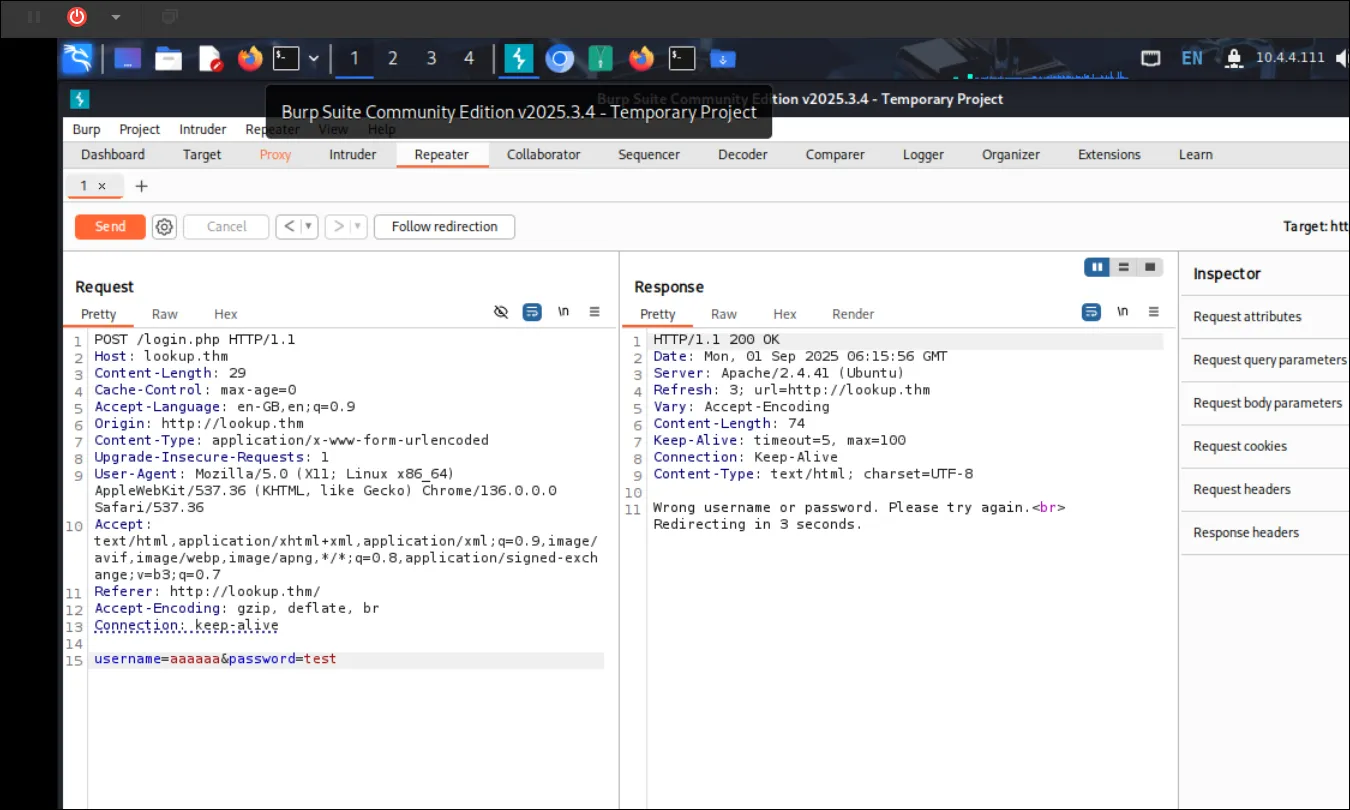 1 2 3 4 EN 10.4.4.111
Burp Suite Community Edition v2025.3.4 - Temporary Project
Burp Suite Community Edition v2025.3.4 - Temporary Project
Burp Project Intruder Repeater View Help
Dashboard Target Proxy Intruder Repeater Collaborator Sequencer Decoder Comparer Logger Organizer Extensions Learn
1 × +
Send Cancel < > Follow redirection Target: htt
Request
Pretty Raw Hex \n
1 POST /login.php HTTP/1.1
2 Host: lookup.thm
3 Content-Length: 29
4 Cache-Control: max-age=0
5 Accept-Language: en-GB,en;q=0.9
6 Origin: http://lookup.thm
7 Content-Type: application/x-www-form-urlencoded
8 Upgrade-Insecure-Requests: 1
9 User-Agent: Mozilla/5.0 (X11; Linux x86_64)
AppleWebKit/537.36 (KHTML, like Gecko) Chrome/136.0.0.0
Safari/537.36
10 Accept:
text/html,application/xhtml+xml,application/xml;q=0.9,image/
avif,image/webp,image/apng,*/*;q=0.8,application/signed-exch
ange;v=b3;q=0.7
11 Referer: http://lookup.thm/
12 Accept-Encoding: gzip, deflate, br
13 Connection: keep-alive
14
15 username=aaaaaa&password=test
Response
Pretty Raw Hex Render \n
1 HTTP/1.1 200 OK
2 Date: Mon, 01 Sep 2025 06:15:56 GMT
3 Server: Apache/2.4.41 (Ubuntu)
4 Refresh: 3; url=http://lookup.thm
5 Vary: Accept-Encoding
6 Content-Length: 74
7 Keep-Alive: timeout=5, max=100
8 Connection: Keep-Alive
9 Content-Type: text/html; charset=UTF-8
10
11 Wrong username or password. Please try again.<br>
Redirecting in 3 seconds.
Inspector
Request attributes
Request query parameters
Request body parameters
Request cookies
Request headers
Response headers